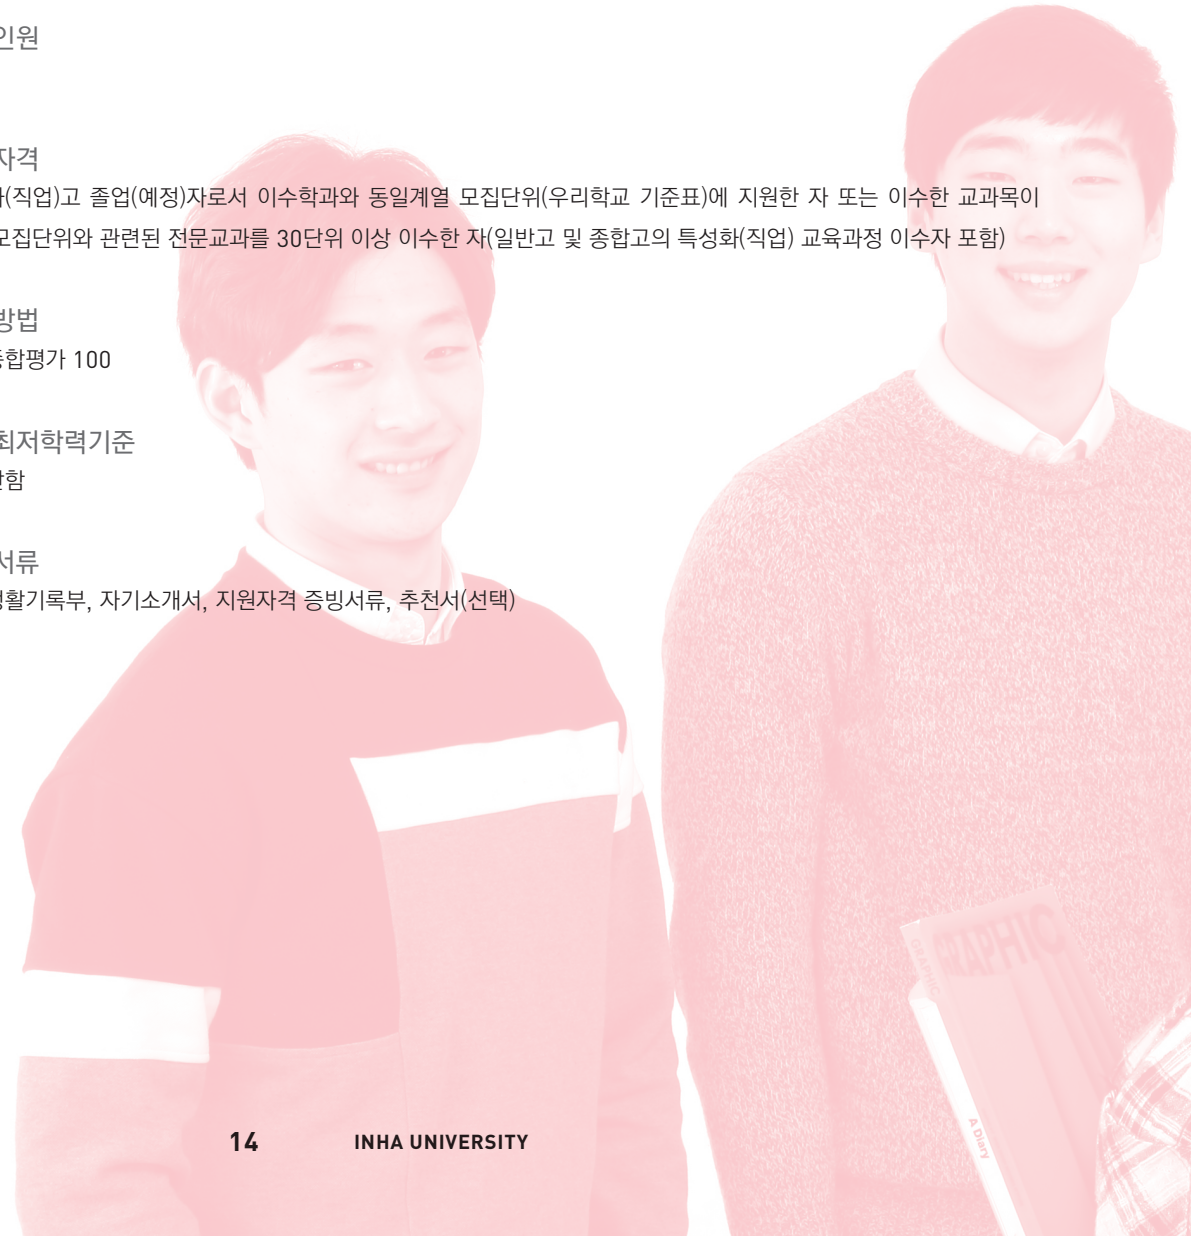 인원
자격
(직업)고 졸업(예정)자로서 이수학과와 동일계열 모집단위(우리학교 기준표)에 지원한 자 또는 이수한 교과목이
모집단위와 관련된 전문교과를 30단위 이상 이수한 자(일반고 및 종합고의 특성화(직업) 교육과정 이수자 포함)
방법
종합평가 100
최저학력기준
함
서류
생활기록부, 자기소개서, 지원자격 증빙서류, 추천서(선택)
GRAPHIC
GRAPHIC
A Diary
14 INHA UNIVERSITY